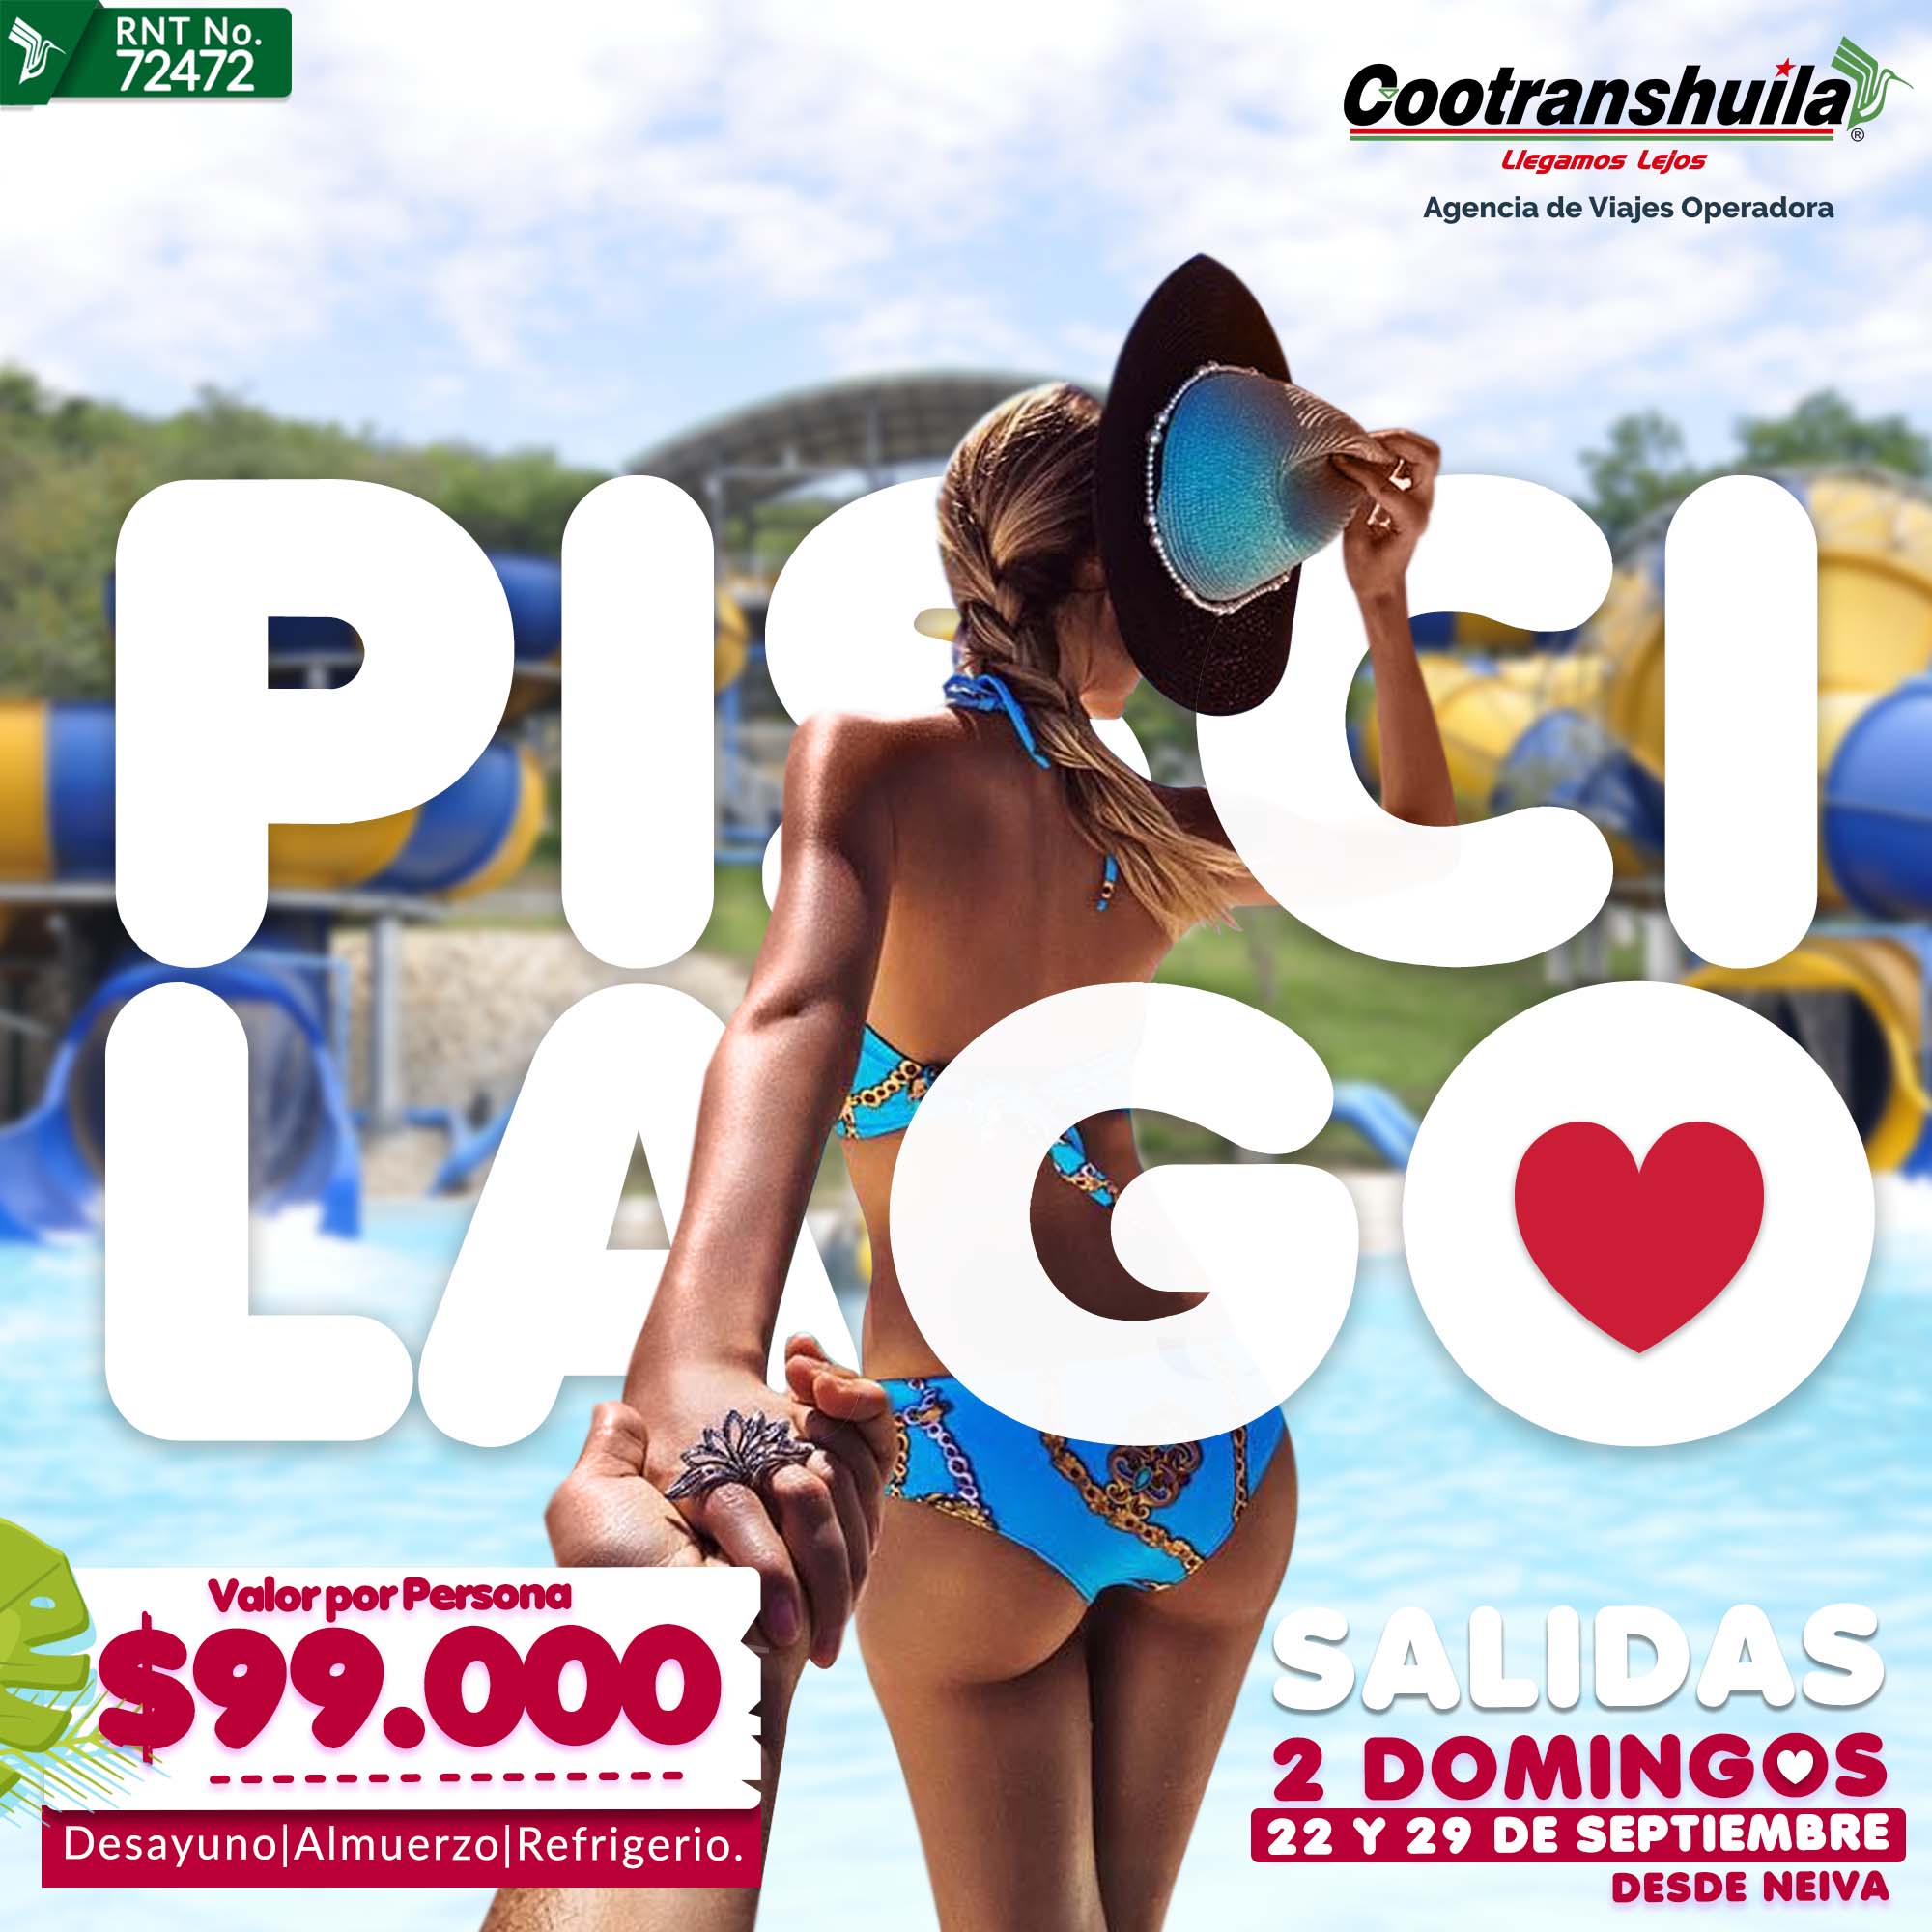 RNT No.
72472
Cootranshuila
®
Llegamos Lejos
Agencia de Viajes Operadora
PISCI
LAGO
Valor por Persona
$99.000
Desayuno|Almuerzo|Refrigerio.
SALIDAS
2 DOMINGOS
22 Y 29 DE SEPTIEMBRE
DESDE NEIVA